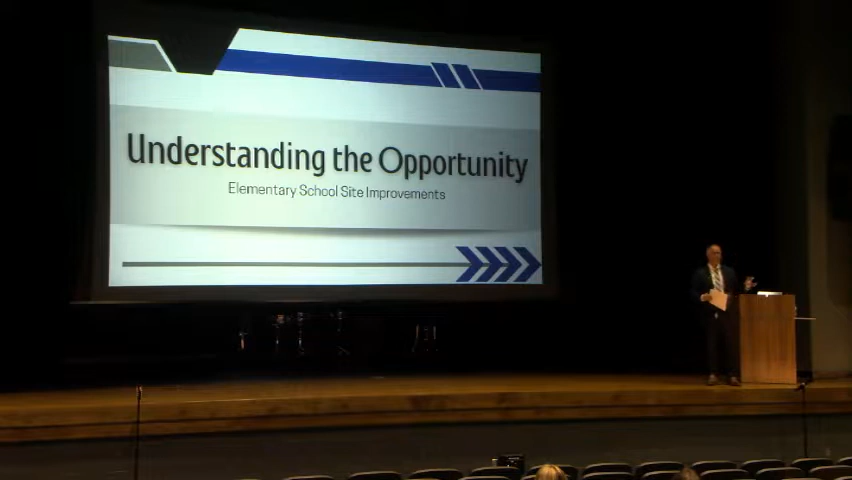 Understanding the Opportunity
Elementary School Site Improvements